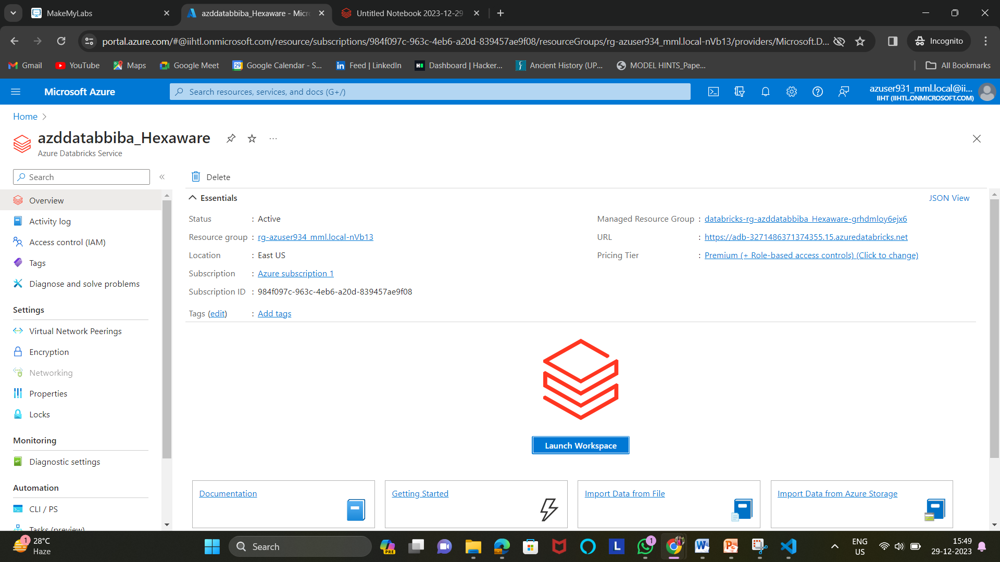 MakeMyLabs
azddatabbiba_Hexaware - Micro
Untitled Notebook 2023-12-29
portal.azure.com/#@iihtl.onmicrosoft.com/resource/subscriptions/984f097c-963c-4eb6-a20d-839457ae9f08/resourceGroups/rg-azuser934_mml.local-nVb13/providers/Microsoft.D...
Incognito
Gmail
YouTube
Maps
Google Meet
Google Calendar - S...
Feed | LinkedIn
Dashboard | Hacker...
Ancient History (UP...
MODEL HINTS_Pape...
All Bookmarks
Microsoft Azure
Search resources, services, and docs (G+/)
azuser931_mml.local@ii...
IIHT (IIHTL.ONMICROSOFT.COM)
Home
azddatabbiba_Hexaware
...
Azure Databricks Service
Search
Overview
Activity log
Access control (IAM)
Tags
Diagnose and solve problems
Settings
Virtual Network Peerings
Encryption
Networking
Properties
Locks
Monitoring
Diagnostic settings
Automation
CLI / PS
Tasks (preview)
Delete
Essentials
JSON View
Status : Active
Resource group : rg-azuser934_mml.local-nVb13
Location : East US
Subscription : Azure subscription 1
Subscription ID : 984f097c-963c-4eb6-a20d-839457ae9f08
Tags (edit) : Add tags
Managed Resource Group : databricks-rg-azddatabbiba_Hexaware-grhdmloy6ejx6
URL : https://adb-3271486371374355.15.azuredatabricks.net
Pricing Tier : Premium (+ Role-based access controls) (Click to change)
Launch Workspace
Documentation
Getting Started
Import Data from File
Import Data from Azure Storage
1
28°C
Haze
Search
PRE
L
1
ENG
US
15:49
29-12-2023